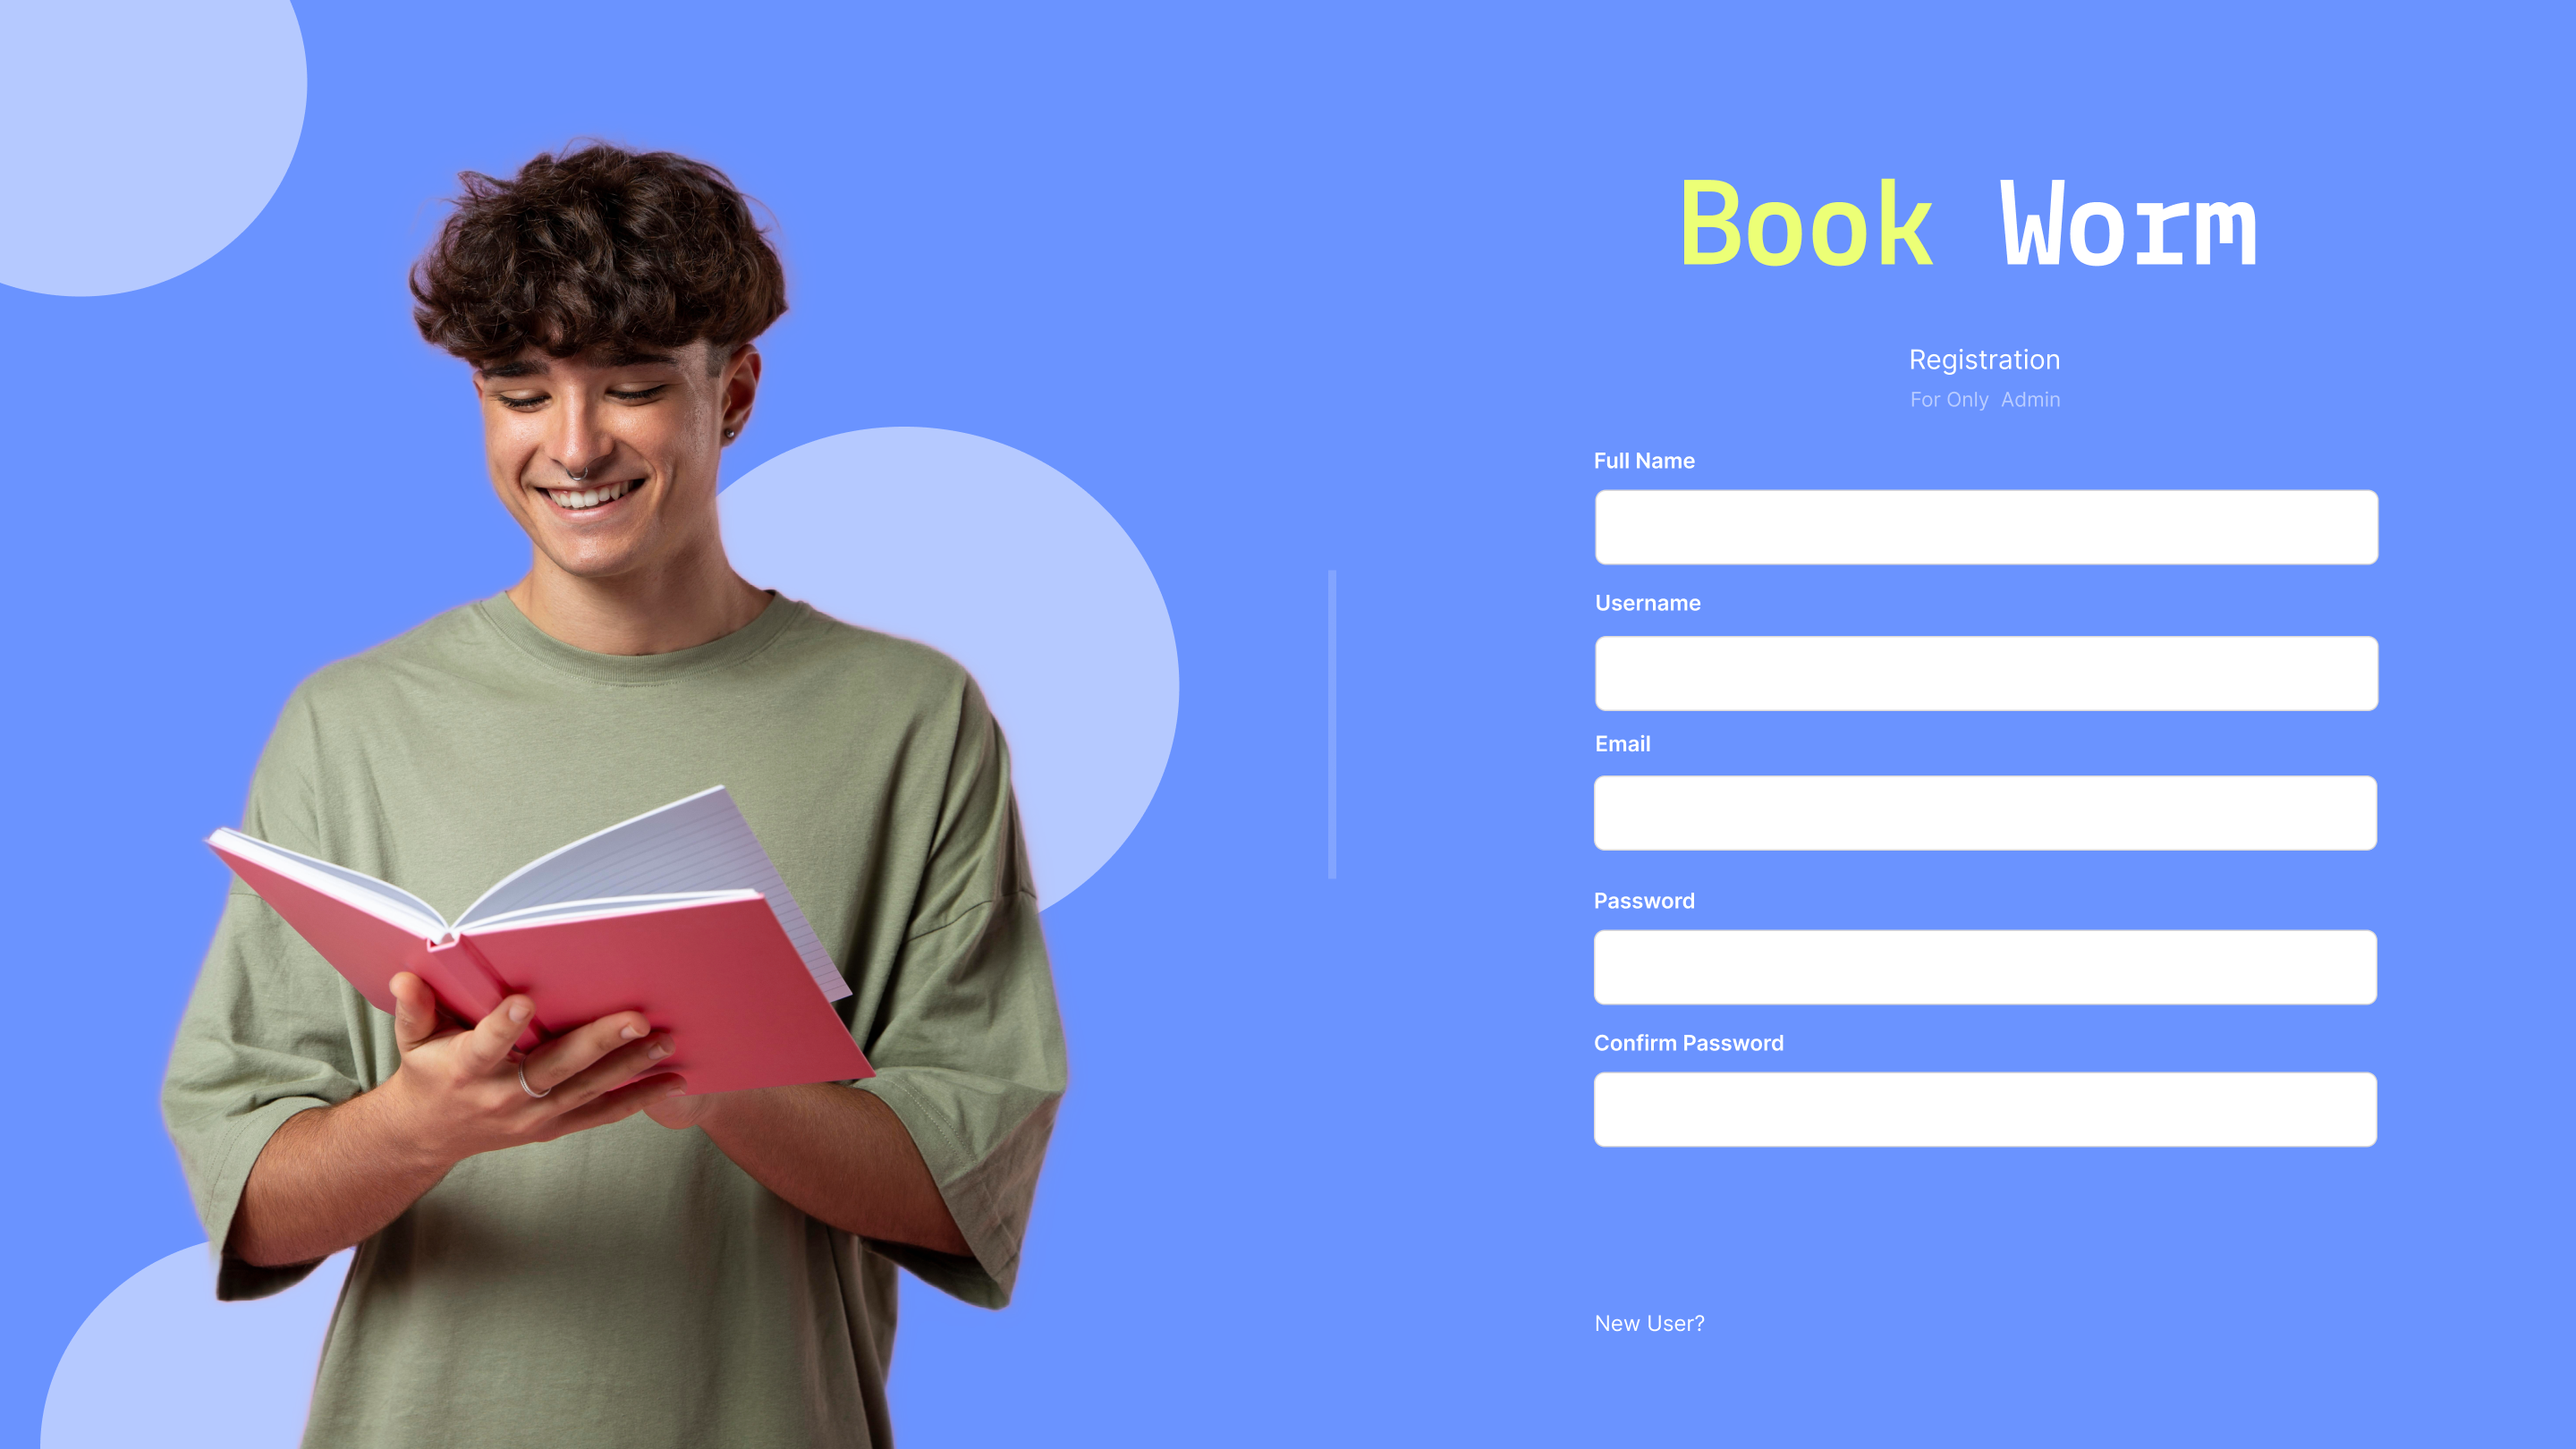 Book Worm
Registration
For Only Admin
Full Name
Username
Email
Password
Confirm Password
New User?